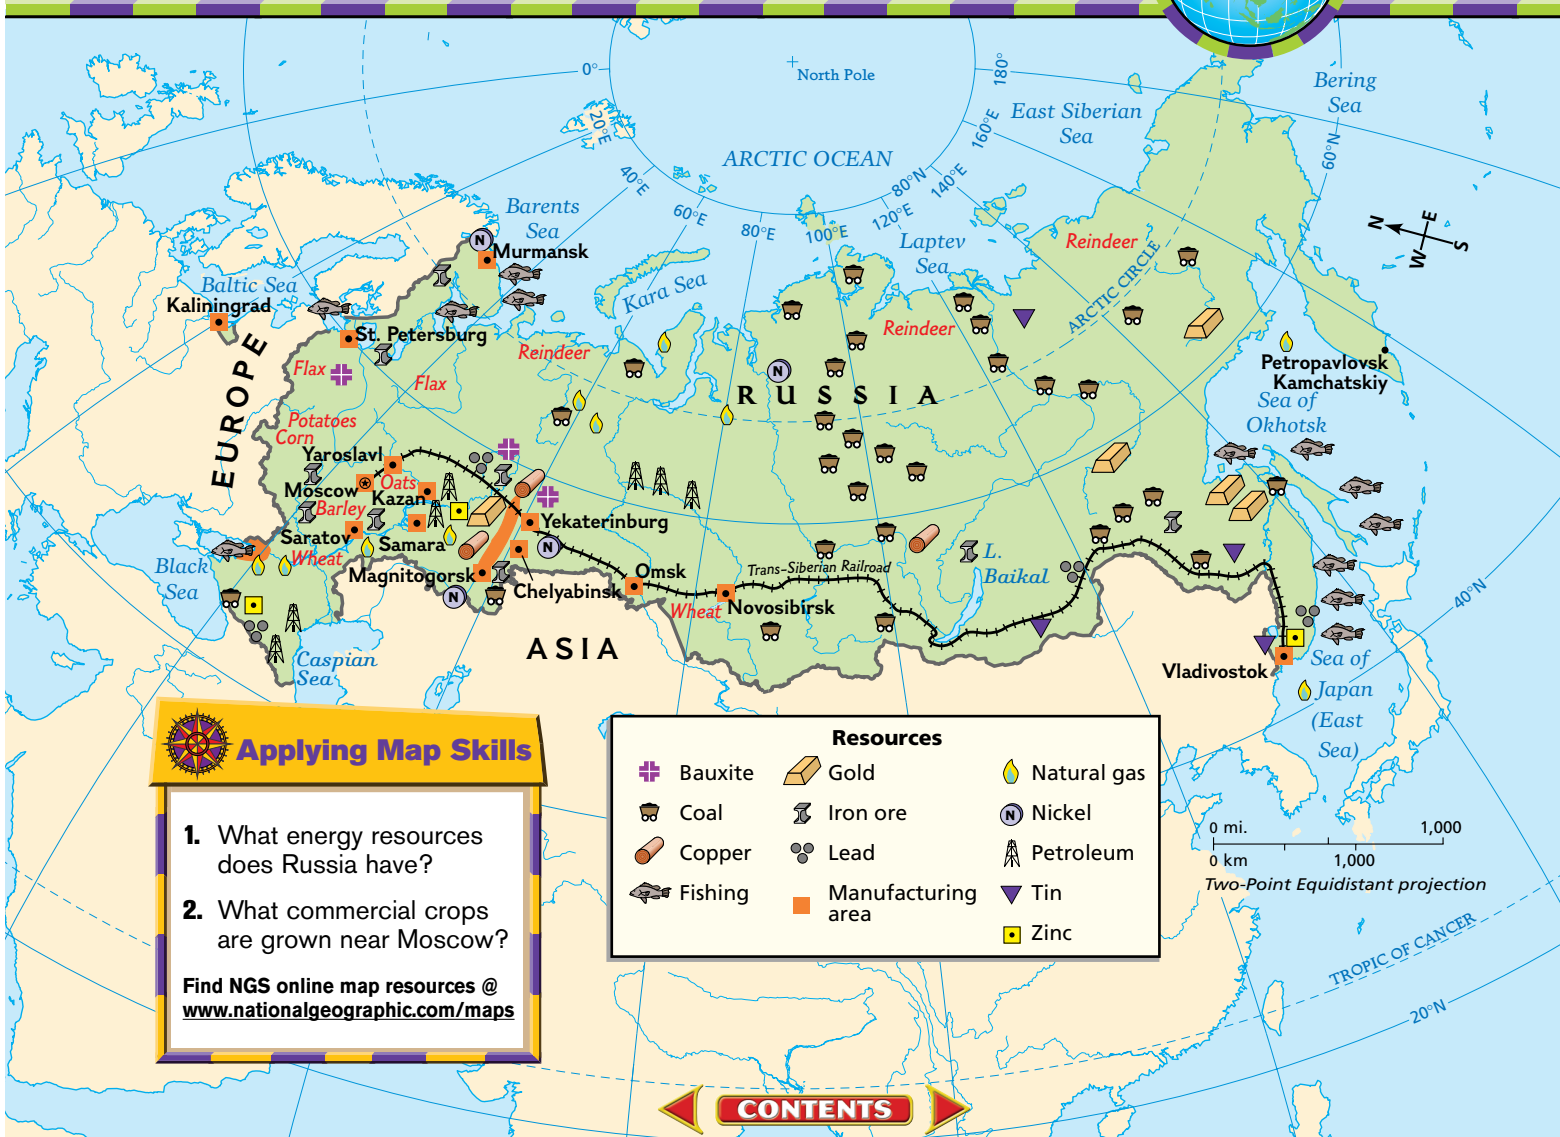 0°
North Pole
180°
Bering
Sea
20°E
East Siberian
Sea
160°E
60°N
ARCTIC OCEAN
40°E
80°N
140°E
Barents
Sea
60°E
80°E
100°E
120°E
Laptev
Sea
Reindeer
N
E
W
S
N
Murmansk
ARCTIC CIRCLE
Baltic Sea
Kaliningrad
Kara Sea
St. Petersburg
Reindeer
Reindeer
Petropavlovsk
Kamchatskiy
EUROPE
Flax
Flax
N
RUSSIA
Sea of
Okhotsk
Potatoes
Corn
Yaroslavl
Moscow
Kazan
Oats
Barley
Yekaterinburg
Saratov
Samara
Wheat
N
Black
Sea
Magnitogorsk
Chelyabinsk
Omsk
Trans-Siberian Railroad
L.
Baikal
N
Wheat
Novosibirsk
40°N
ASIA
Caspian
Sea
Vladivostok
Sea of
Japan
(East
Sea)
Applying Map Skills
1. What energy resources
does Russia have?
2. What commercial crops
are grown near Moscow?
Find NGS online map resources @
www.nationalgeographic.com/maps
Resources
Bauxite
Coal
Copper
Fishing
Gold
Iron ore
Lead
Manufacturing
area
Natural gas
N
Nickel
Petroleum
Tin
Zinc
0 mi.
1,000
0 km
1,000
Two-Point Equidistant projection
TROPIC OF CANCER
20°N
CONTENTS